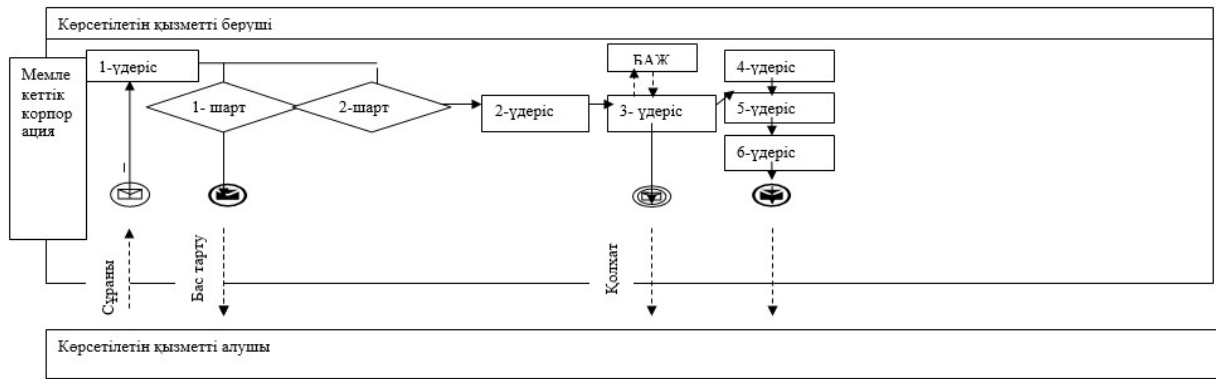 Көрсетілетін қызметті беруші
Мемле
кеттік
корпор
ация
1-үдеріс
1- шарт
2-шарт
2-үдеріс
БАЖ
3- үдеріс
4-үдеріс
5-үдеріс
6-үдеріс
Сұраны
Бас тарту
Қолхат
Көрсетілетін қызметті алушы